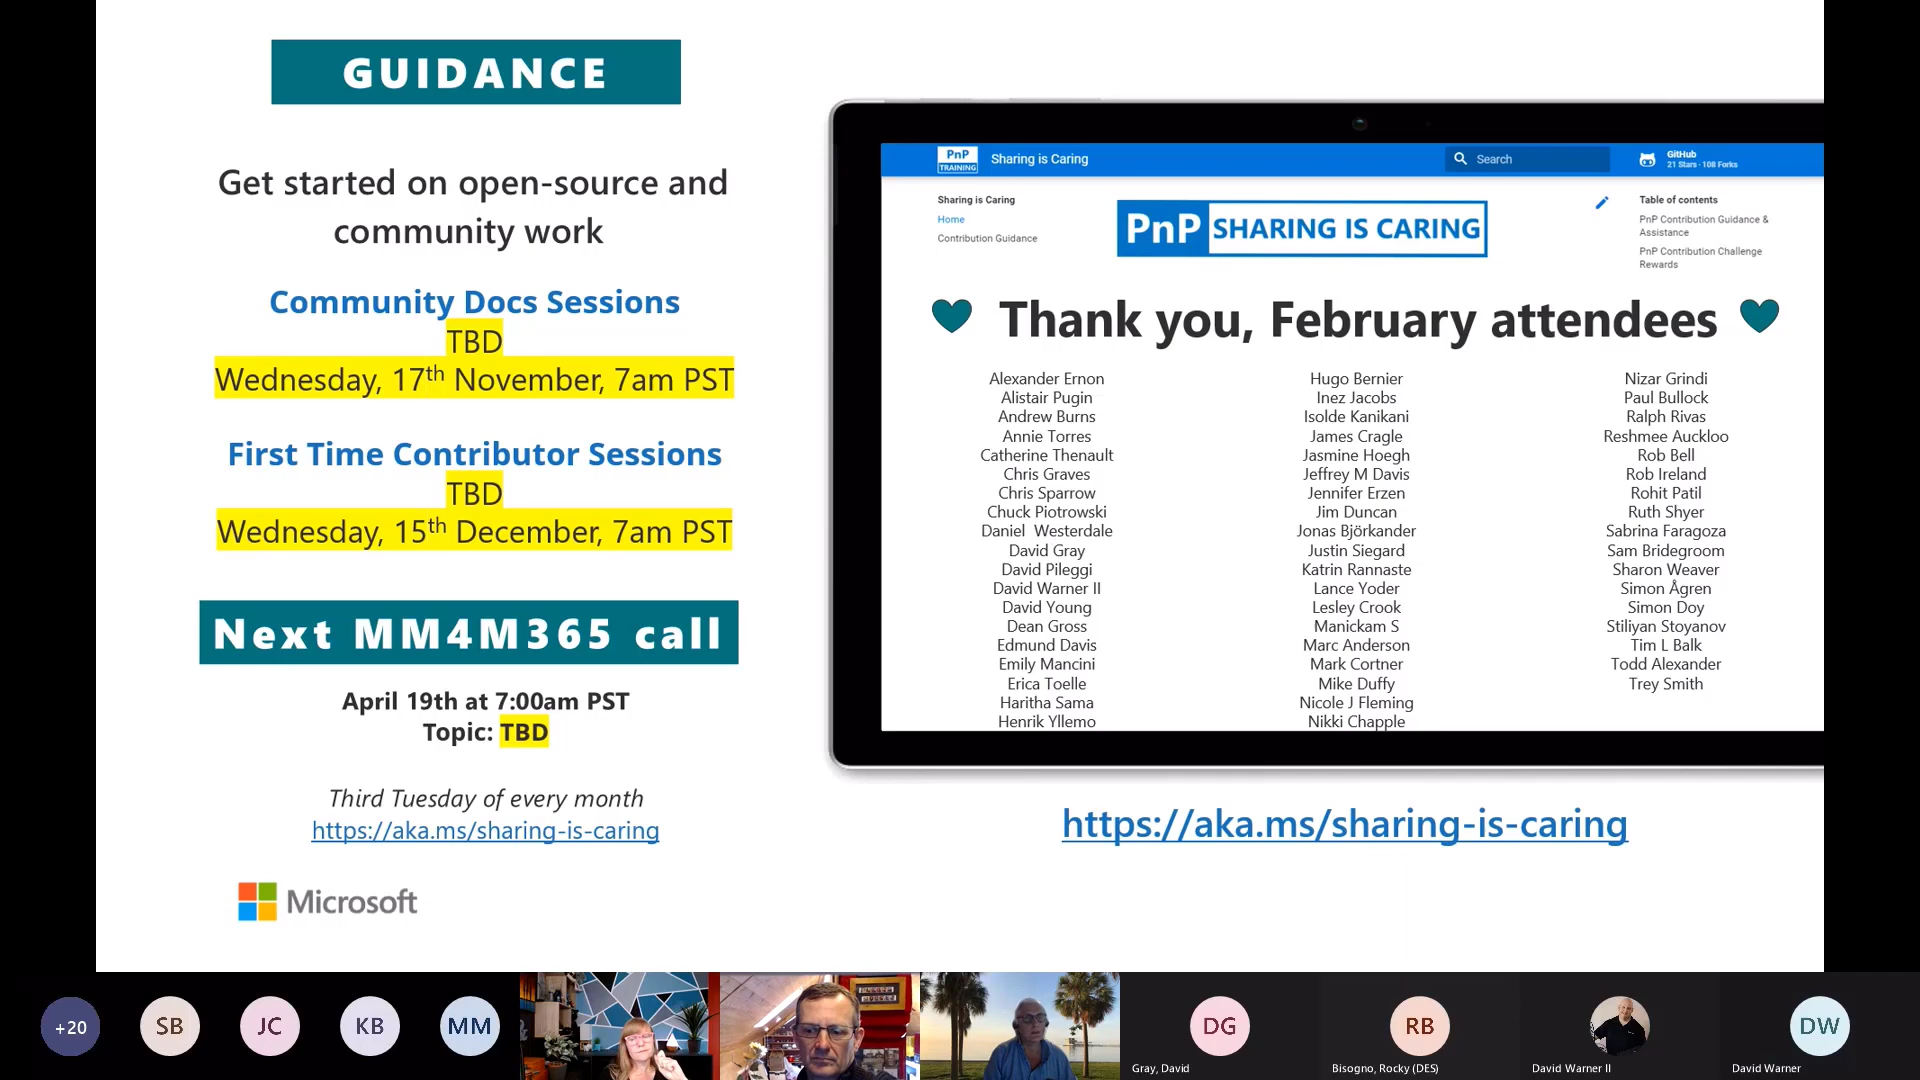 GUIDANCE
Get started on open-source and
community work
Community Docs Sessions
TBD
Wednesday, 17th November, 7am PST
First Time Contributor Sessions
TBD
Wednesday, 15th December, 7am PST
Next MM4M365 call
April 19th at 7:00am PST
Topic: TBD
Third Tuesday of every month
https://aka.ms/sharing-is-caring
Microsoft
PnP
TRAINING
Sharing is Caring
Search
GitHub
21 Stars · 108 Forks
Sharing is Caring
Home
Contribution Guidance
PnP SHARING IS CARING
Table of contents
PnP Contribution Guidance &
Assistance
PnP Contribution Challenge
Rewards
Thank you, February attendees
Alexander Ernon
Alistair Pugin
Andrew Burns
Annie Torres
Catherine Thenault
Chris Graves
Chris Sparrow
Chuck Piotrowski
Daniel  Westerdale
David Gray
David Pileggi
David Warner II
David Young
Dean Gross
Edmund Davis
Emily Mancini
Erica Toelle
Haritha Sama
Henrik Yllemo
Hugo Bernier
Inez Jacobs
Isolde Kanikani
James Cragle
Jasmine Hoegh
Jeffrey M Davis
Jennifer Erzen
Jim Duncan
Jonas Björkander
Justin Siegard
Katrin Rannaste
Lance Yoder
Lesley Crook
Manickam S
Marc Anderson
Mark Cortner
Mike Duffy
Nicole J Fleming
Nikki Chapple
Nizar Grindi
Paul Bullock
Ralph Rivas
Reshmee Auckloo
Rob Bell
Rob Ireland
Rohit Patil
Ruth Shyer
Sabrina Faragoza
Sam Bridegroom
Sharon Weaver
Simon Ågren
Simon Doy
Stiliyan Stoyanov
Tim L Balk
Todd Alexander
Trey Smith
https://aka.ms/sharing-is-caring
+20
SB
JC
KB
MM
DG
Gray, David
RB
Bisogno, Rocky (DES)
David Warner II
DW
David Warner